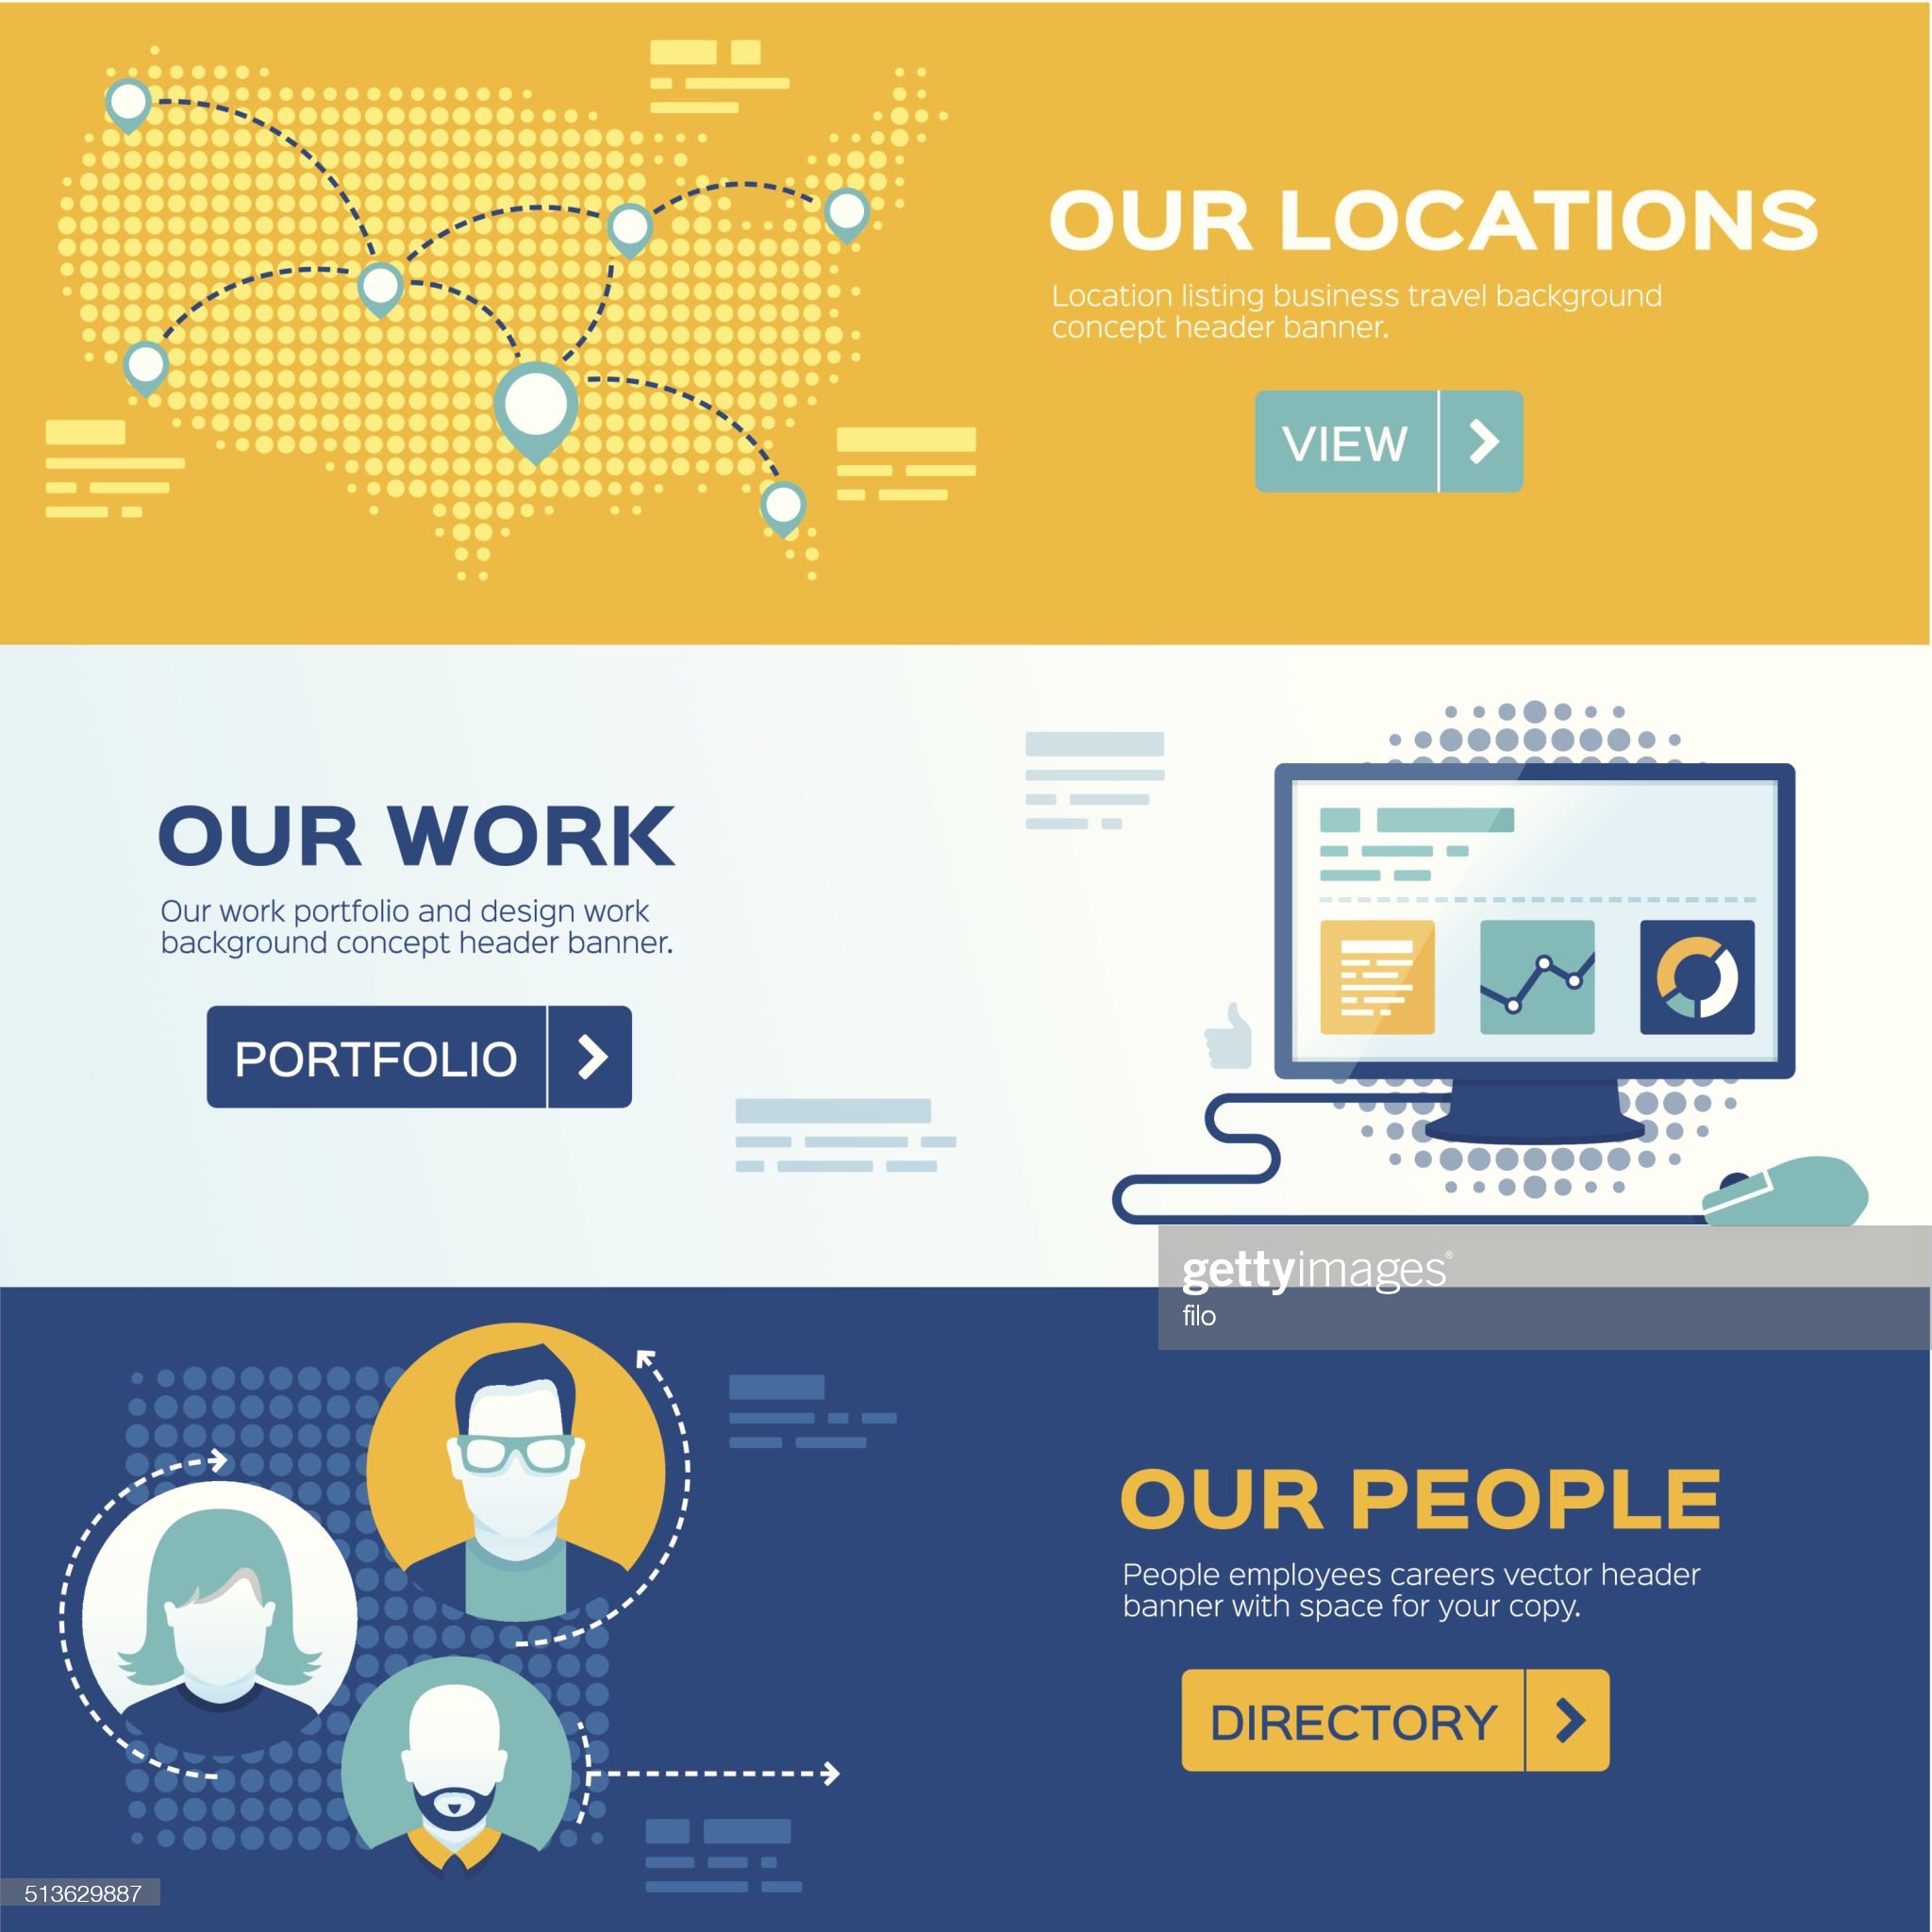 OUR LOCATIONS
Location listing business travel background
concept header banner.
VIEW
OUR WORK
Our work portfolio and design work
background concept header banner.
PORTFOLIO
gettyimages®
filo
OUR PEOPLE
People employees careers vector header
banner with space for your copy.
DIRECTORY
513629887